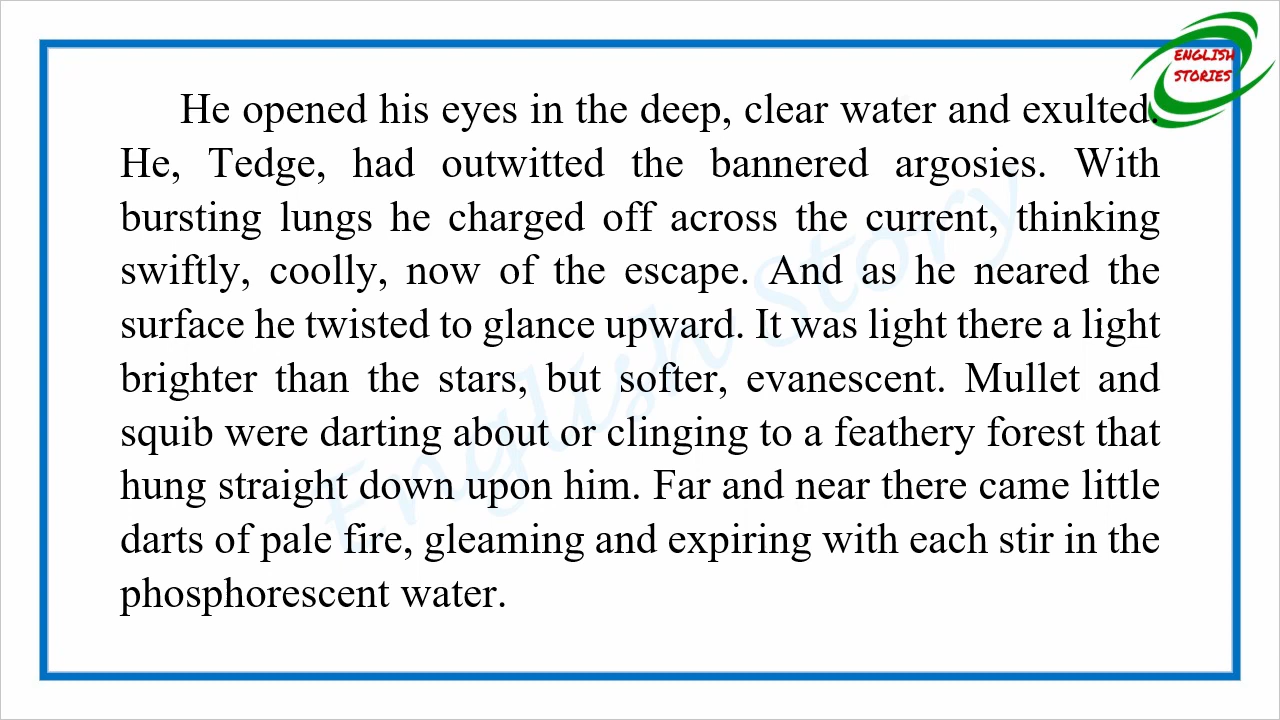 ENGLISH
STORIES
He opened his eyes in the deep, clear water and exulted.
He, Tedge, had outwitted the bannered argosies. With
bursting lungs he charged off across the current, thinking
swiftly, coolly, now of the escape. And as he neared the
surface he twisted to glance upward. It was light there a light
brighter than the stars, but softer, evanescent. Mullet and
squib were darting about or clinging to a feathery forest that
hung straight down upon him. Far and near there came little
darts of pale fire, gleaming and expiring with each stir in the
phosphorescent water.
English Story